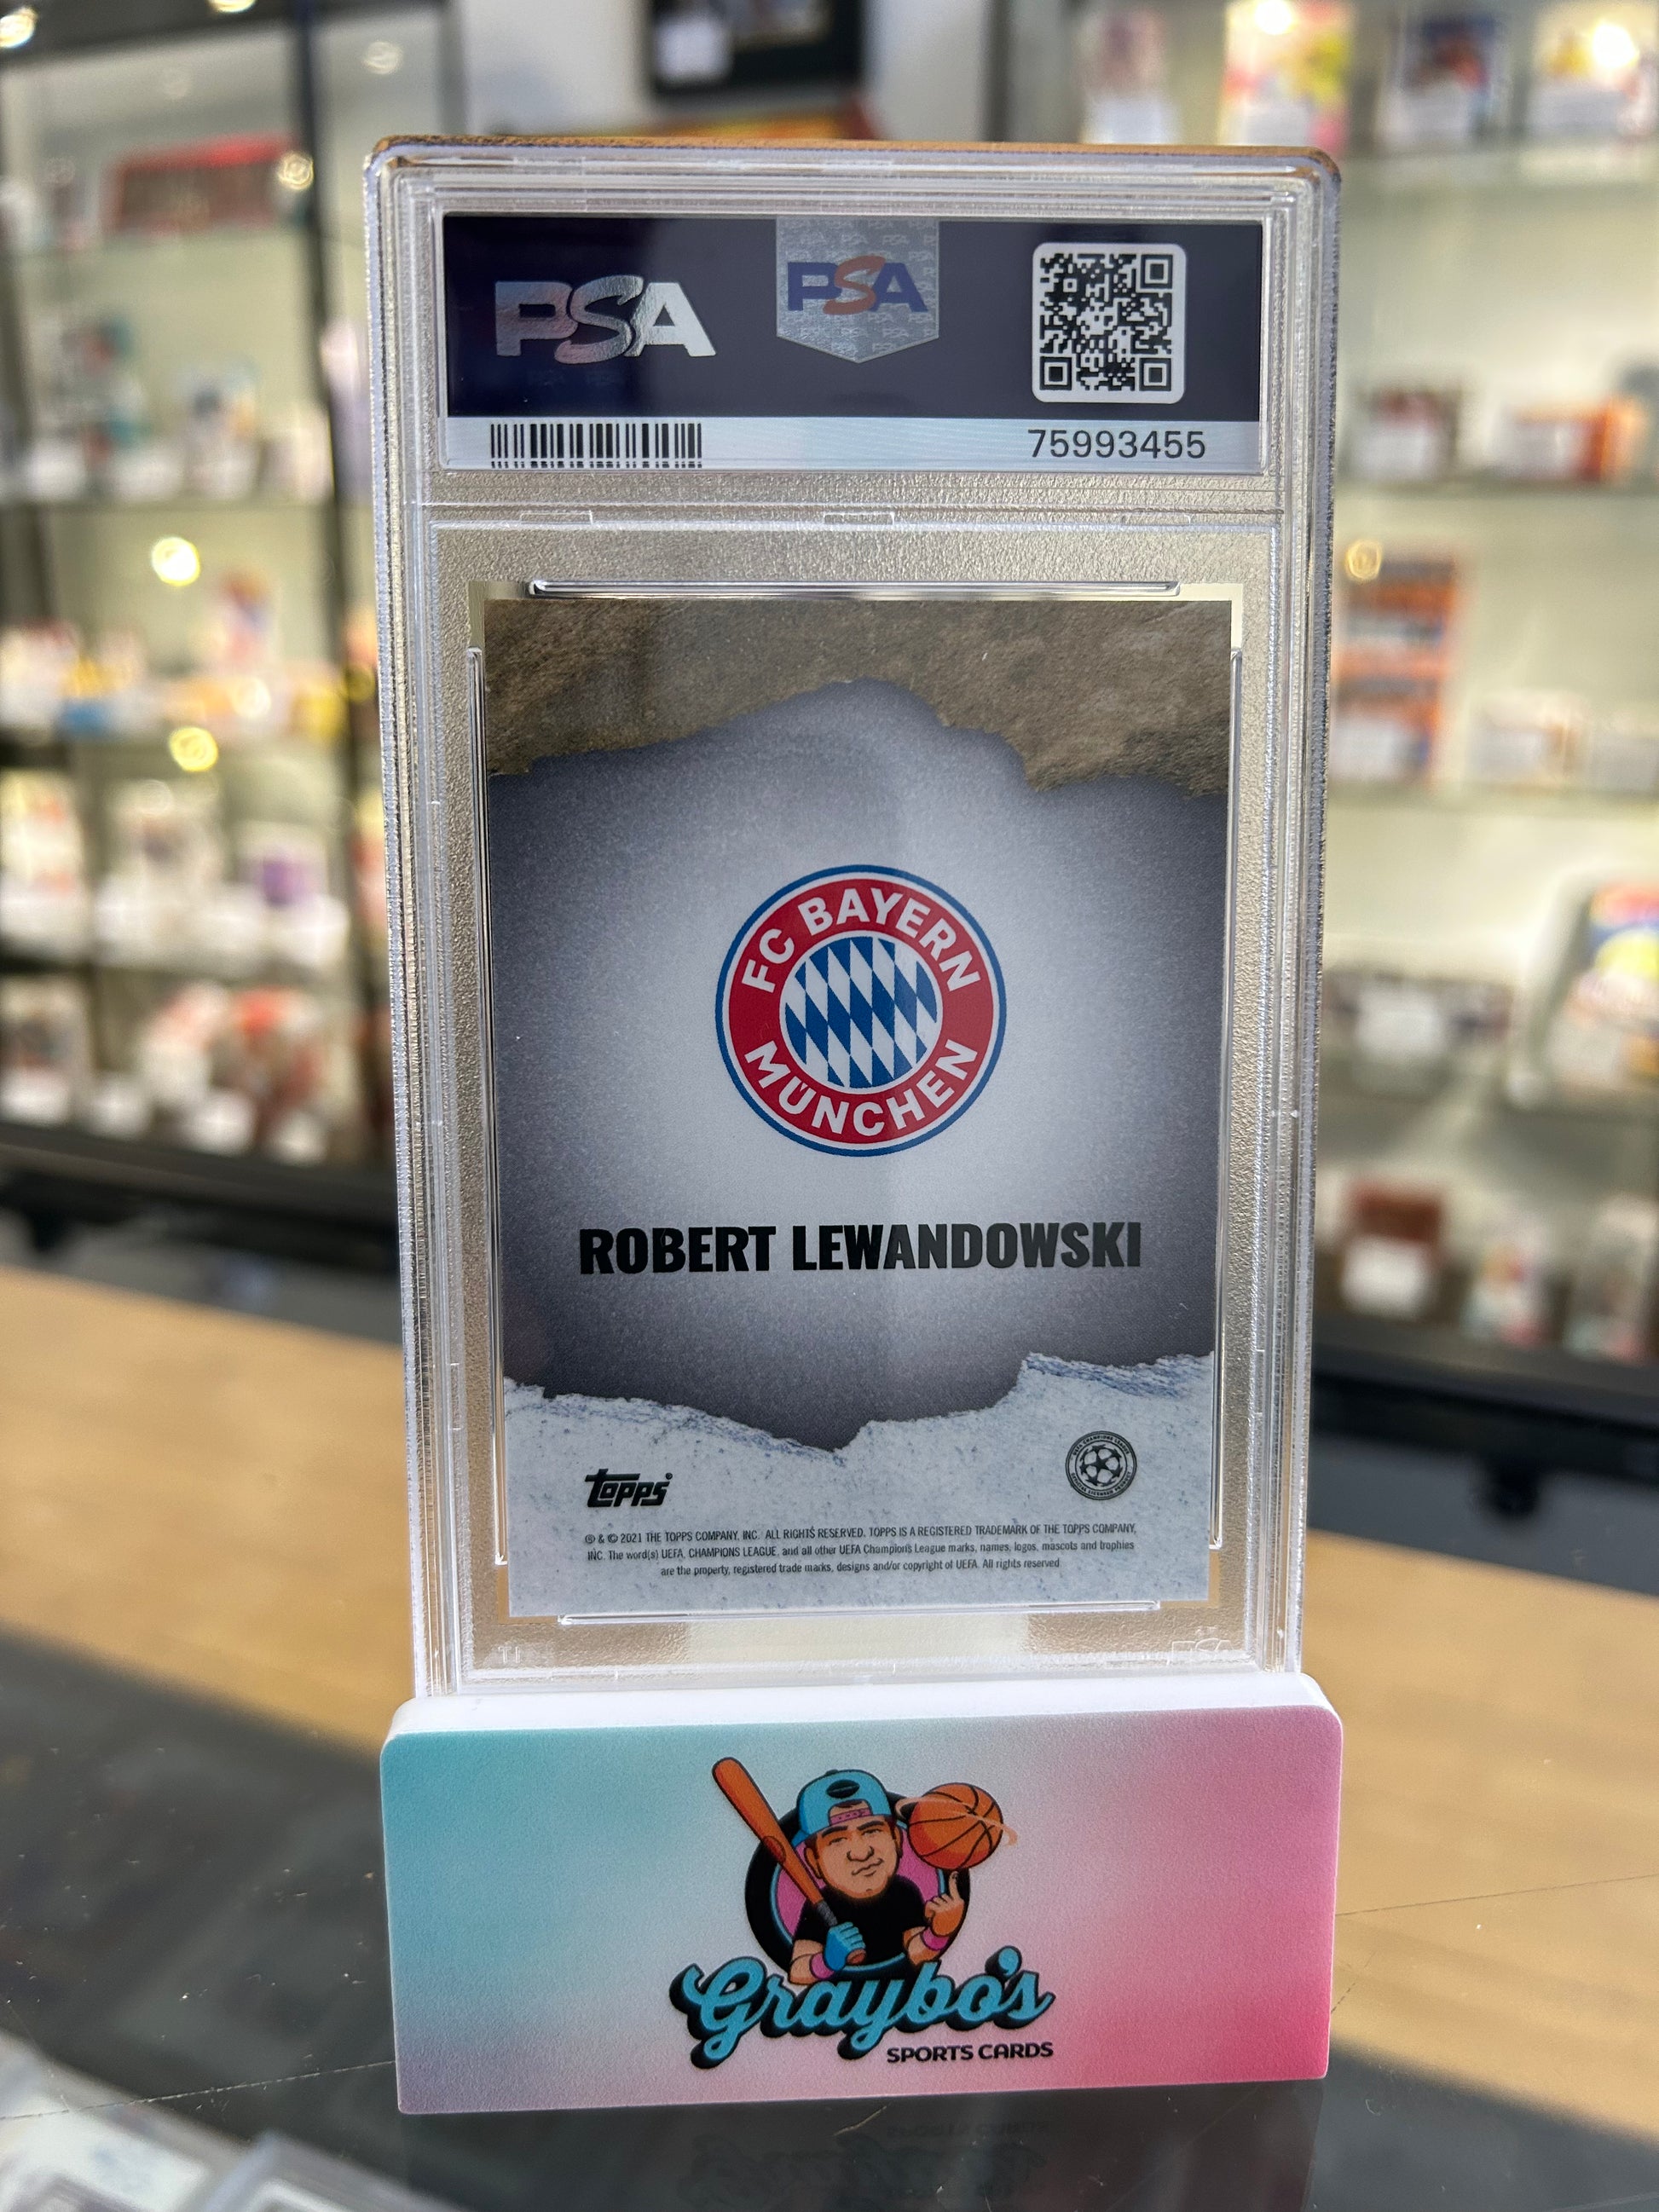 PSA
PSA
75993455
FC BAYERN
MÜNCHEN
ROBERT LEWANDOWSKI
topps
® & © 2021 THE TOPPS COMPANY, INC. ALL RIGHTS RESERVED. TOPPS IS A REGISTERED TRADEMARK OF THE TOPPS COMPANY,
INC. The word(s) UEFA, CHAMPIONS LEAGUE, and all other UEFA Champions League marks, names, logos, mascots and trophies
are the property, registered trade marks, designs and/or copyright of UEFA. All rights reserved.
PSA
Graybo's
SPORTS CARDS